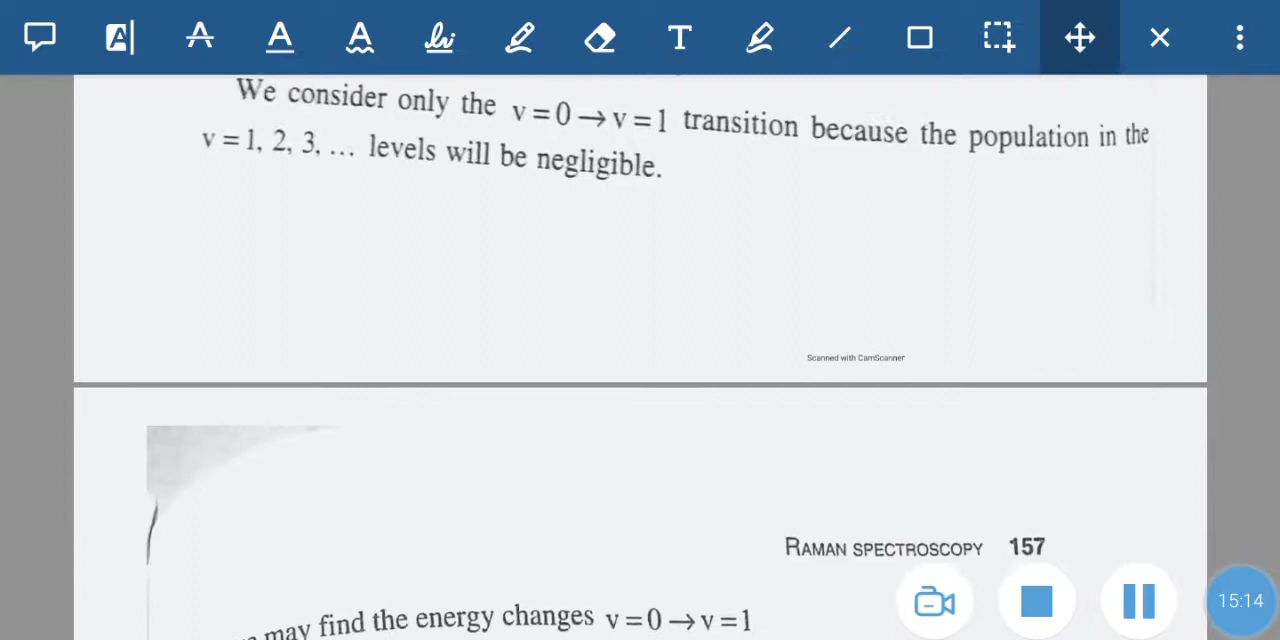 We consider only the v = 0 → v = 1 transition because the population in the
v = 1, 2, 3, ... levels will be negligible.
Scanned with CamScanner
RAMAN SPECTROSCOPY 157
may find the energy changes v = 0 → v = 1
15:14